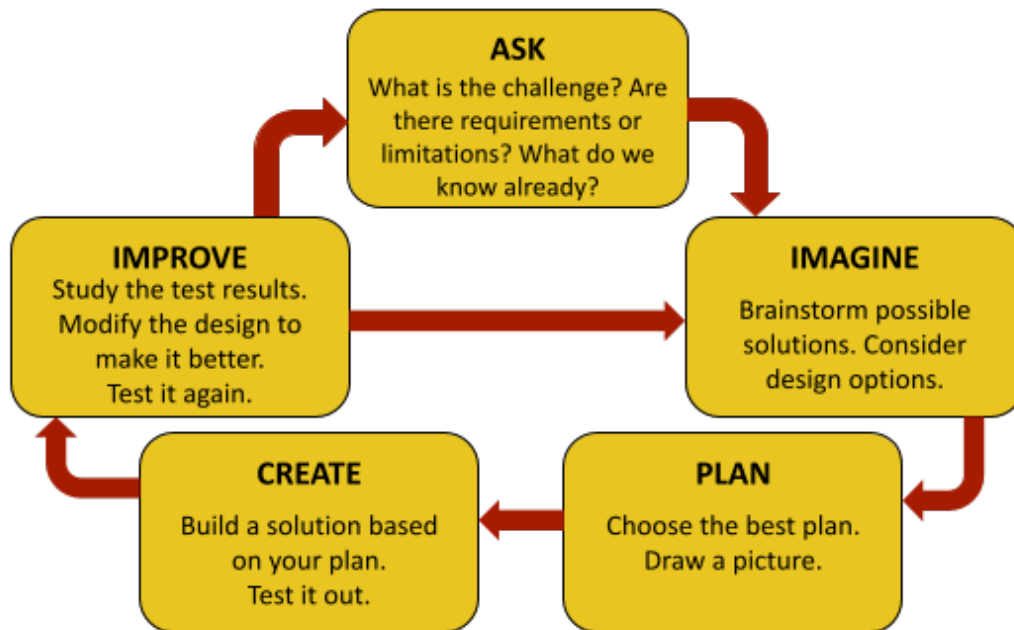 ASK
What is the challenge? Are
there requirements or
limitations? What do we
know already?
IMAGINE
Brainstorm possible
solutions. Consider
design options.
PLAN
Choose the best plan.
Draw a picture.
CREATE
Build a solution based
on your plan.
Test it out.
IMPROVE
Study the test results.
Modify the design to
make it better.
Test it again.